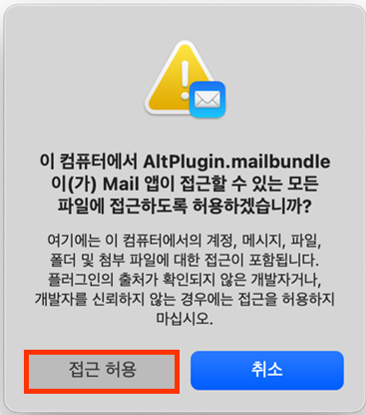 이 컴퓨터에서 AltPlugin.mailbundle
이(가) Mail 앱이 접근할 수 있는 모든
파일에 접근하도록 허용하겠습니까?
여기에는 이 컴퓨터에서의 계정, 메시지, 파일,
폴더 및 첨부 파일에 대한 접근이 포함됩니다.
플러그인의 출처가 확인되지 않은 개발자거나,
개발자를 신뢰하지 않는 경우에는 접근을 허용하지
마십시오.
접근 허용
취소